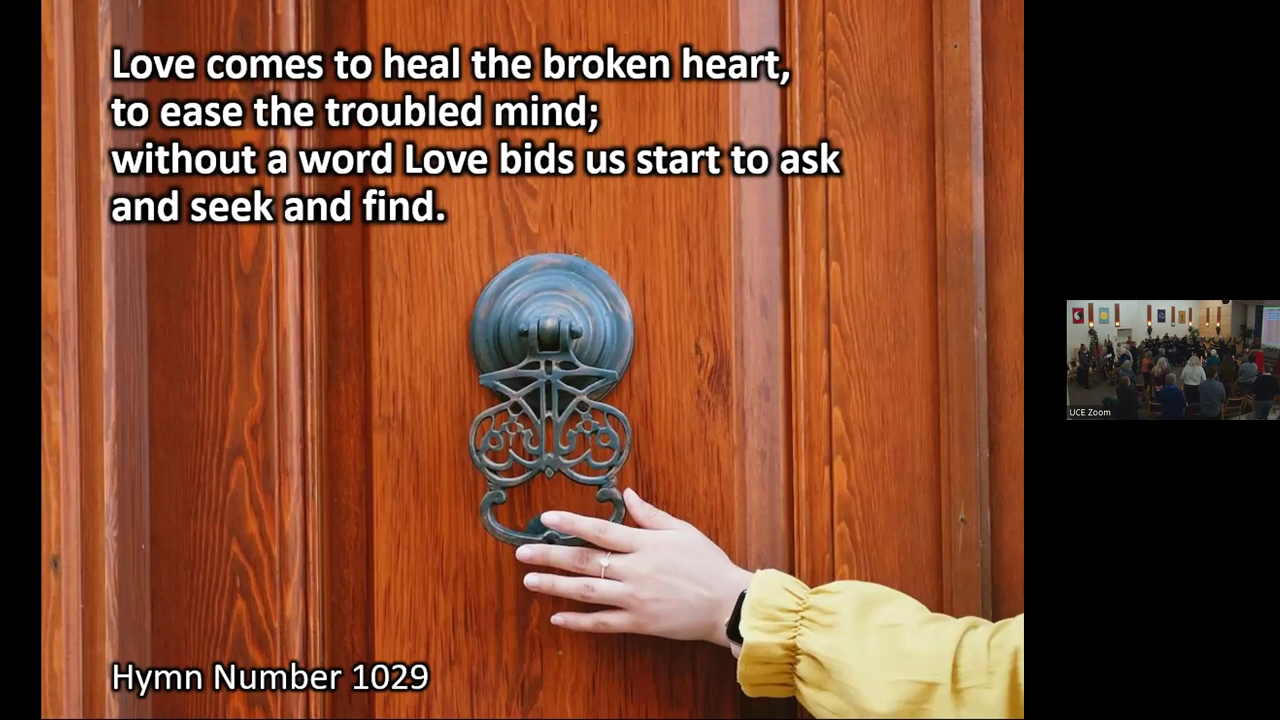 Love comes to heal the broken heart,
to ease the troubled mind;
without a word Love bids us start to ask
and seek and find.
Hymn Number 1029
UCE Zoom